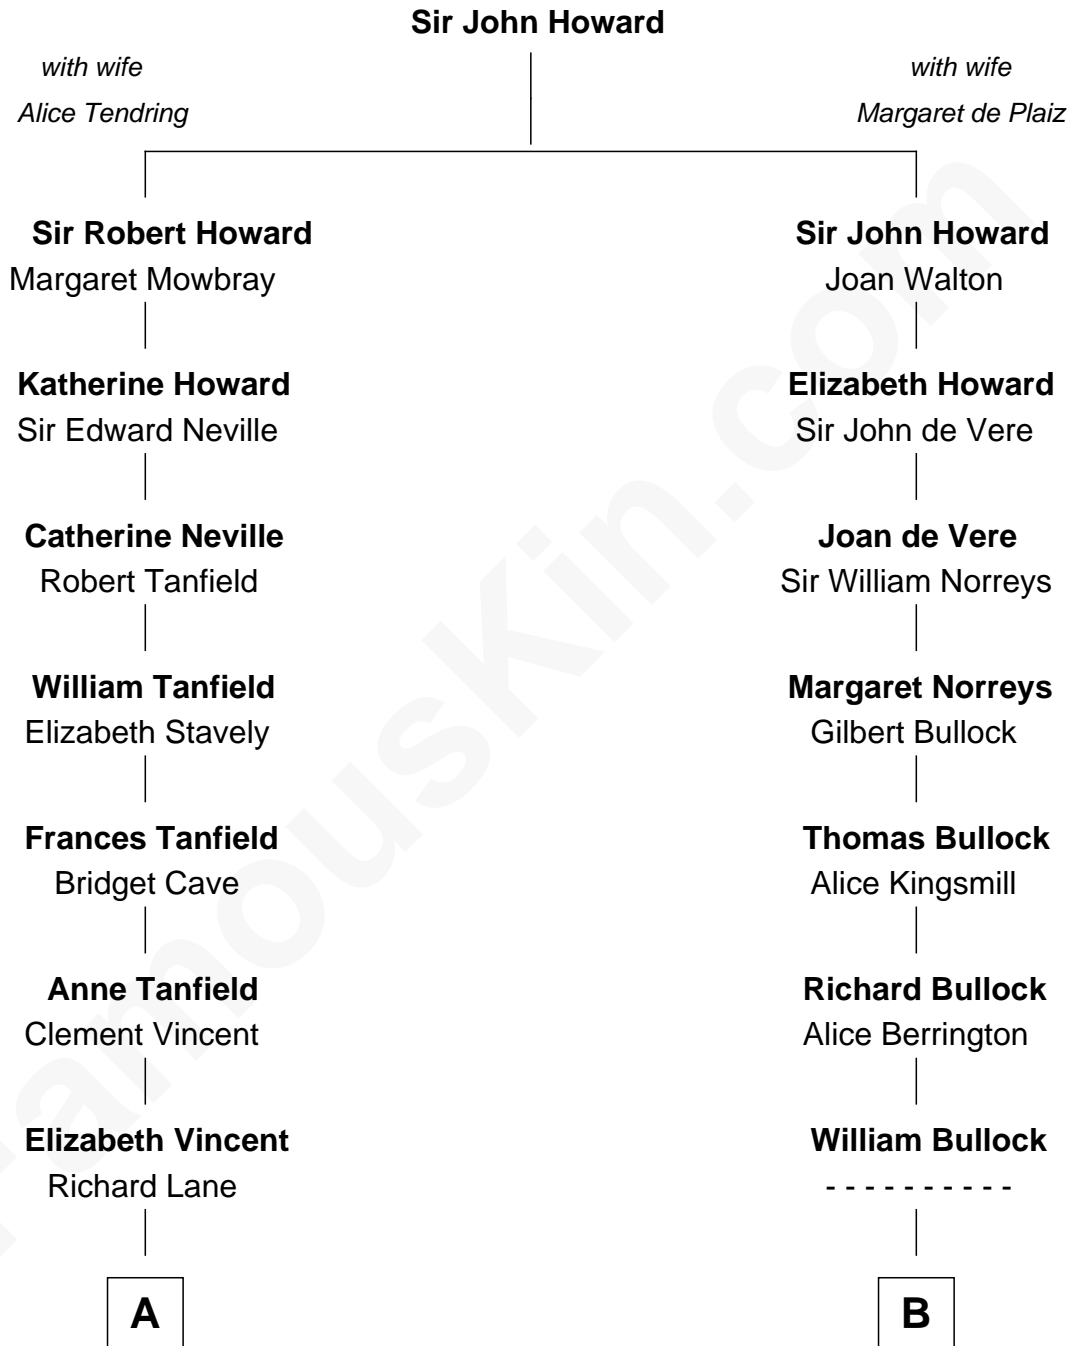 Sir John Howard
with wife
Alice Tendring
with wife
Margaret de Plaiz
Sir Robert Howard
Margaret Mowbray
Sir John Howard
Joan Walton
Katherine Howard
Sir Edward Neville
Elizabeth Howard
Sir John de Vere
Catherine Neville
Robert Tanfield
Joan de Vere
Sir William Norreys
William Tanfield
Elizabeth Stavely
Margaret Norreys
Gilbert Bullock
Frances Tanfield
Bridget Cave
Thomas Bullock
Alice Kingsmill
Anne Tanfield
Clement Vincent
Richard Bullock
Alice Berrington
Elizabeth Vincent
Richard Lane
William Bullock
- - - - - - - - - -
A
B
FamousKin.com